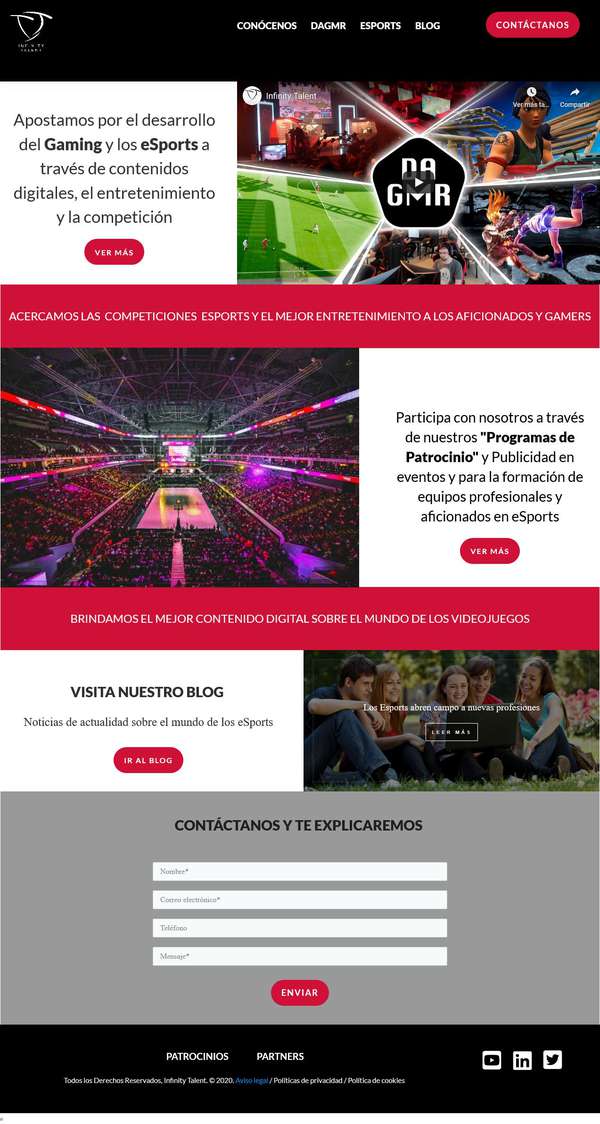 INFINITY
TALENT
CONÓCENOS
DAGMR
ESPORTS
BLOG
CONTÁCTANOS
Apostamos por el desarrollo
del Gaming y los eSports a
través de contenidos
digitales, el entretenimiento
y la competición
VER MÁS
Infinity Talent
Ver más ta...
Compartir
DA
GMR
ACERCAMOS LAS COMPETICIONES ESPORTS Y EL MEJOR ENTRETENIMIENTO A LOS AFICIONADOS Y GAMERS
Participa con nosotros a través
de nuestros "Programas de
Patrocinio" y Publicidad en
eventos y para la formación de
equipos profesionales y
aficionados en eSports
VER MÁS
BRINDAMOS EL MEJOR CONTENIDO DIGITAL SOBRE EL MUNDO DE LOS VIDEOJUEGOS
VISITA NUESTRO BLOG
Noticias de actualidad sobre el mundo de los eSports
IR AL BLOG
Los Esports abren campo a nuevas profesiones
LEER MÁS
CONTÁCTANOS Y TE EXPLICAREMOS
Nombre*
Correo electrónico*
Teléfono
Mensaje*
ENVIAR
PATROCINIOS
PARTNERS
Todos los Derechos Reservados, Infinity Talent. © 2020. Aviso legal / Políticas de privacidad / Política de cookies